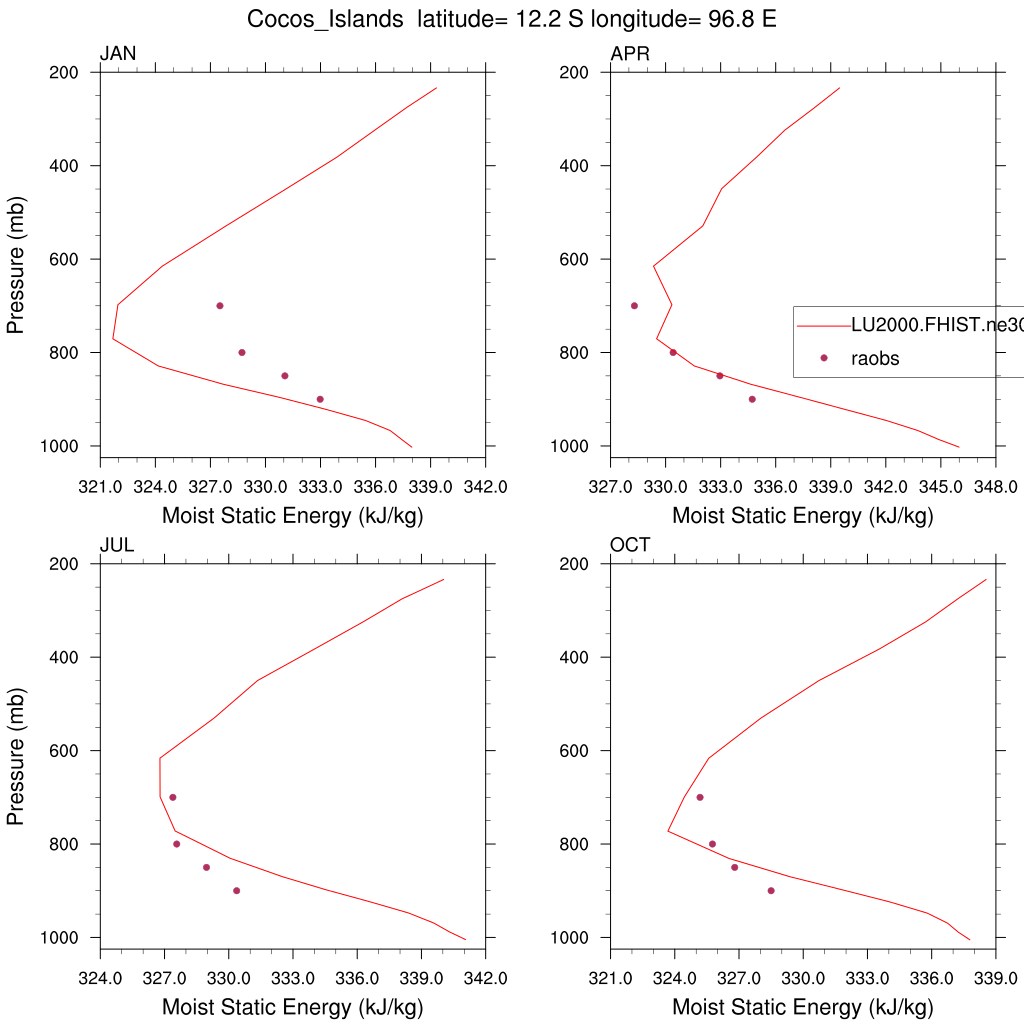 Cocos_Islands  latitude= 12.2 S longitude= 96.8 E
JAN
200
400
600
800
1000
Pressure (mb)
321.0 324.0 327.0 330.0 333.0 336.0 339.0 342.0
Moist Static Energy (kJ/kg)
APR
200
400
600
800
1000
LU2000.FHIST.ne30
raobs
327.0 330.0 333.0 336.0 339.0 342.0 345.0 348.0
Moist Static Energy (kJ/kg)
JUL
200
400
600
800
1000
Pressure (mb)
324.0 327.0 330.0 333.0 336.0 339.0 342.0
Moist Static Energy (kJ/kg)
OCT
200
400
600
800
1000
321.0 324.0 327.0 330.0 333.0 336.0 339.0
Moist Static Energy (kJ/kg)